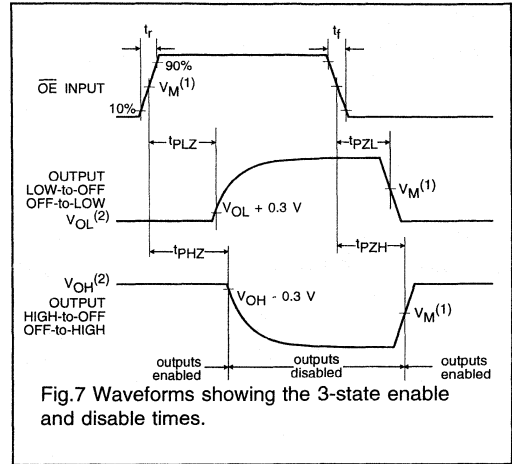 tr
tf
90%
OE INPUT
VM(1)
10%
tPLZ
tPZL
OUTPUT
LOW-to-OFF
OFF-to-LOW
VOL(2)
VM(1)
VOL + 0.3 V
tPHZ
tPZH
VOH(2)
OUTPUT
HIGH-to-OFF
OFF-to-HIGH
VOH - 0.3 V
VM(1)
outputs
enabled
outputs
disabled
outputs
enabled
Fig.7 Waveforms showing the 3-state enable
and disable times.